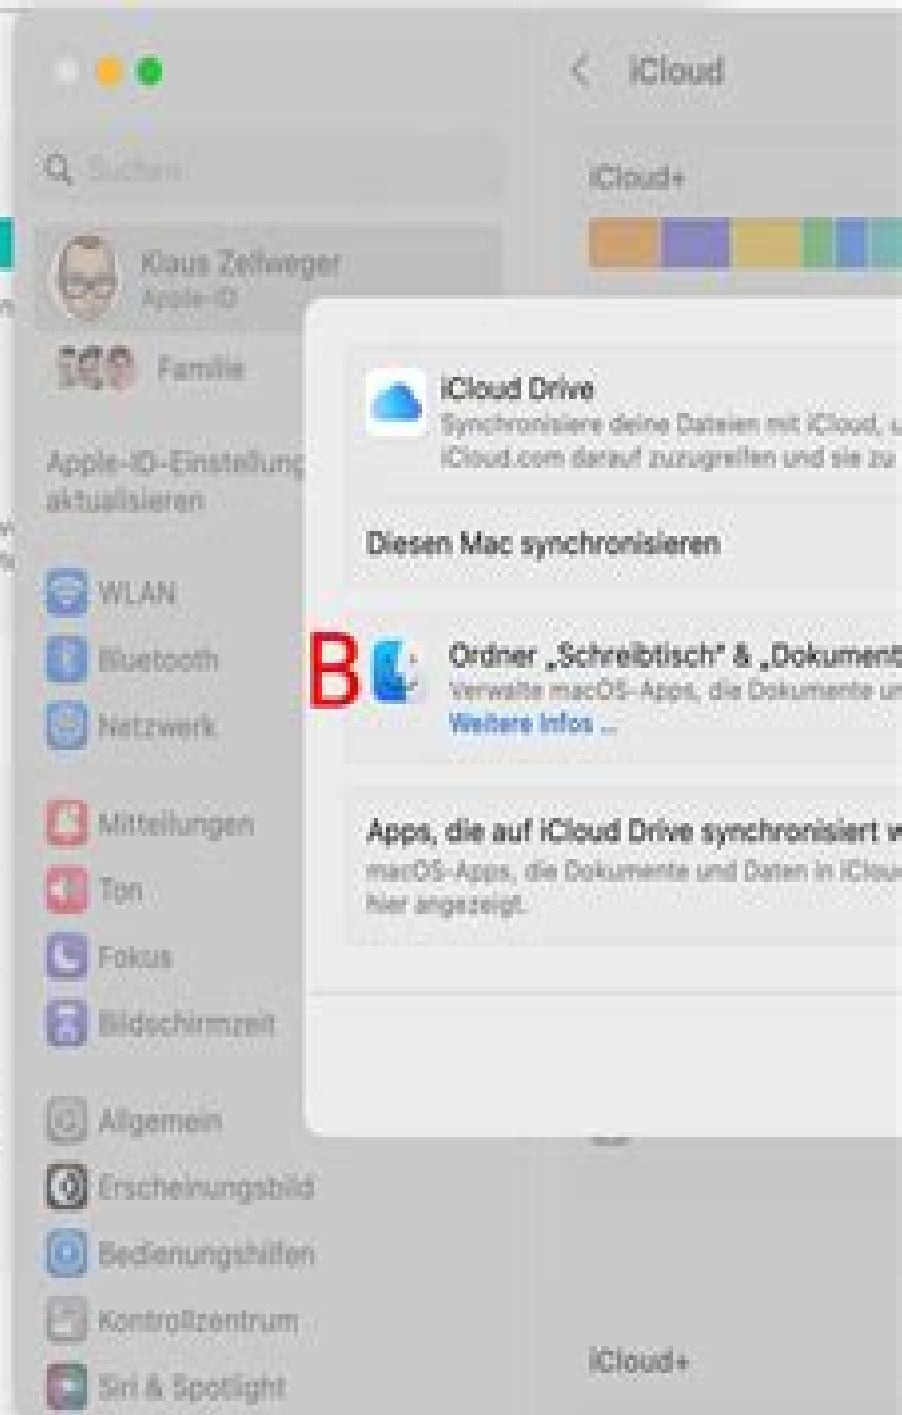 iCloud
Suchen
iCloud+
Klaus Zellweger
Apple-ID
Familie
iCloud Drive
Synchronisiere deine Dateien mit iCloud, u
iCloud.com darauf zuzugreifen und sie zu
Apple-ID-Einstellung
aktualisieren
Diesen Mac synchronisieren
WLAN
Bluetooth
Netzwerk
B
Ordner „Schreibtisch" & „Dokument
Verwalte macOS-Apps, die Dokumente un
Weitere Infos ...
Mitteilungen
Ton
Fokus
Bildschirmzeit
Apps, die auf iCloud Drive synchronisiert w
macOS-Apps, die Dokumente und Daten in iCloud
hier angezeigt.
Allgemein
Erscheinungsbild
Bedienungshilfen
Kontrollzentrum
Siri & Spotlight
iCloud+